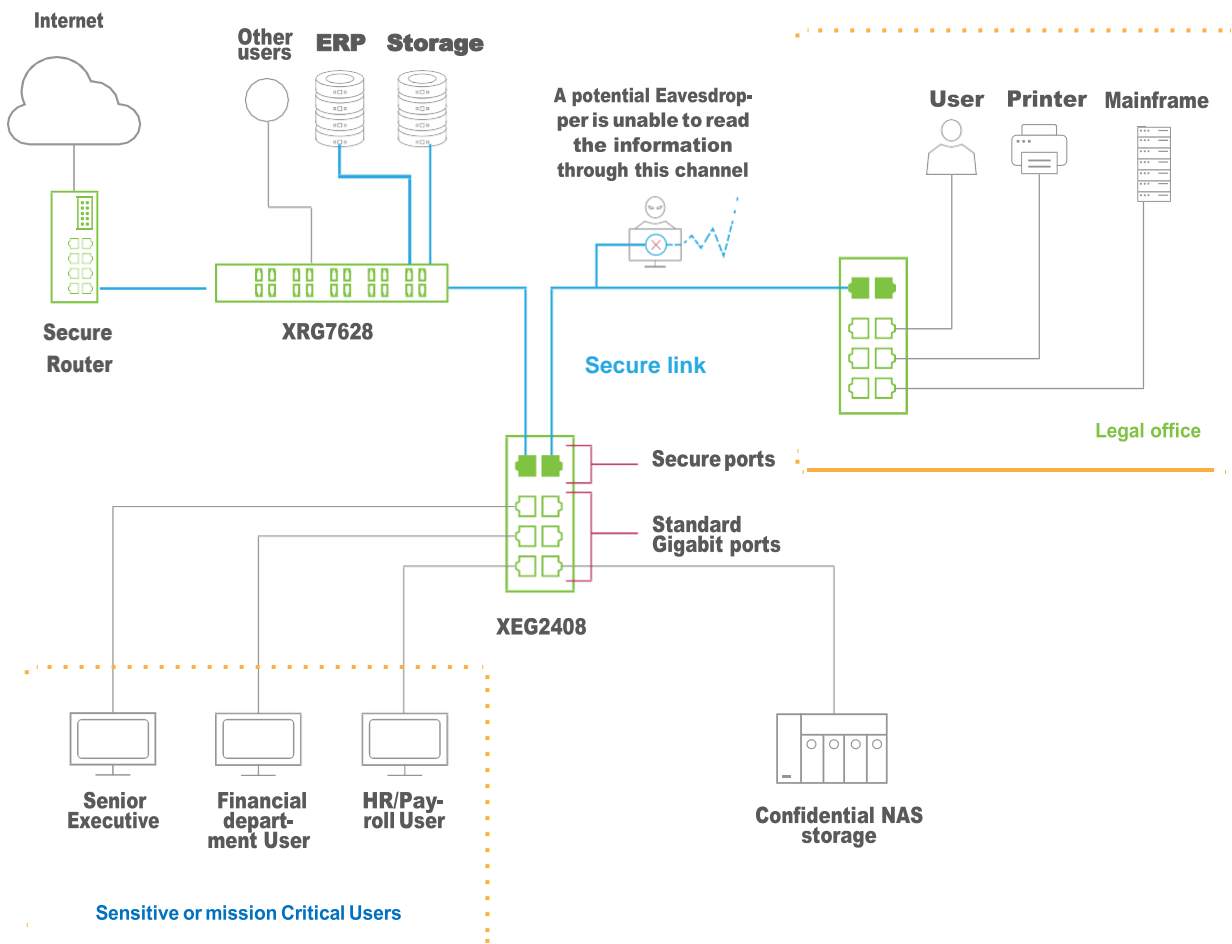 Internet
Other
users
ERP
Storage
A potential Eavesdrop-
per is unable to read
the information
through this channel
User
Printer
Mainframe
Secure
Router
XRG7628
Secure link
Legal office
Secure ports
Standard
Gigabit ports
XEG2408
Senior
Executive
Financial
depart-
ment User
HR/Pay-
roll User
Confidential NAS
storage
Sensitive or mission Critical Users